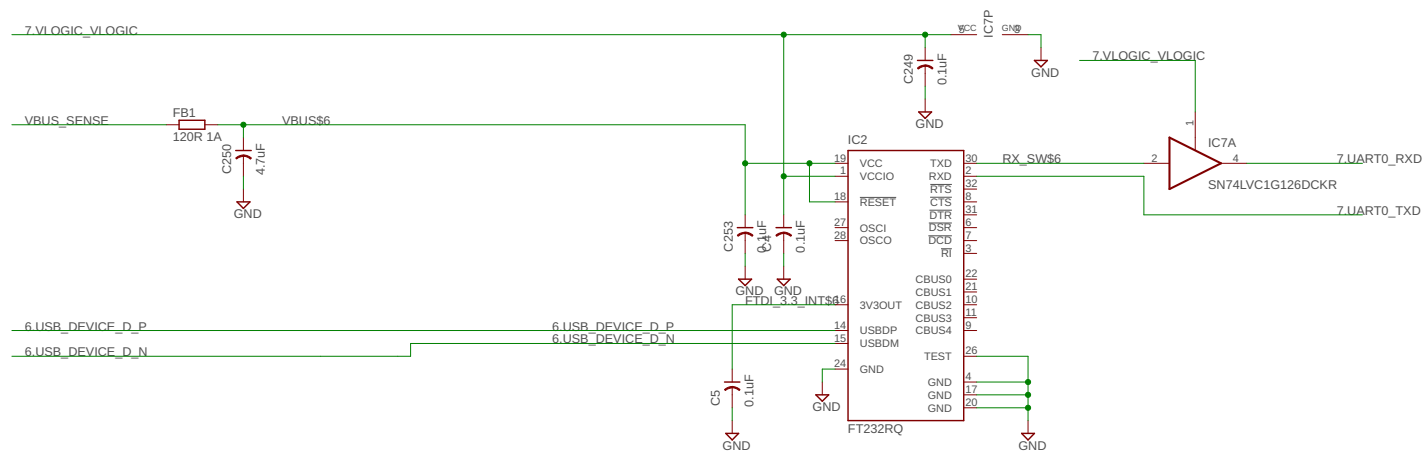 7.VLOGIC_VLOGIC
5
VCC
IC7P
GND
3
GND
C249
0.1uF
GND
7.VLOGIC_VLOGIC
VBUS_SENSE
FB1
120R 1A
VBUS$6
C250
4.7uF
GND
IC2
19 VCC
1 VCCIO
18 RESET
27 OSCI
28 OSCO
16 3V3OUT
14 USBDP
15 USBDM
24 GND
TXD 30
RXD 2
RTS 32
CTS 8
DTR 31
DSR 6
DCD 7
RI 3
CBUS0 22
CBUS1 21
CBUS2 10
CBUS3 11
CBUS4 9
TEST 26
GND 4
GND 17
GND 20
FT232RQ
RX_SW$6
1
2
4
IC7A
SN74LVC1G126DCKR
7.UART0_RXD
7.UART0_TXD
C253
0.1uF
C4
0.1uF
GND
GND
FTDI_3.3_INT$6
6.USB_DEVICE_D_P
6.USB_DEVICE_D_P
6.USB_DEVICE_D_N
6.USB_DEVICE_D_N
C5
0.1uF
GND
GND
GND